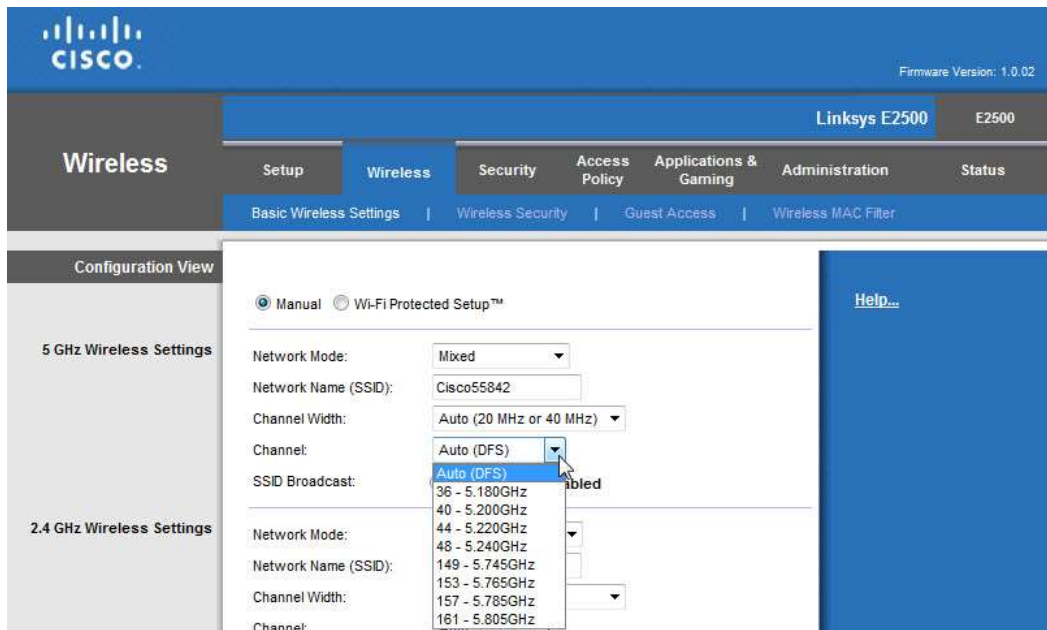 CISCO.
Firmware Version: 1.0.02
Linksys E2500 E2500
Wireless
Setup Wireless Security Access Policy Applications & Gaming Administration Status
Basic Wireless Settings | Wireless Security | Guest Access | Wireless MAC Filter
Configuration View
Manual Wi-Fi Protected Setup™
Help...
5 GHz Wireless Settings
Network Mode: Mixed
Network Name (SSID): Cisco55842
Channel Width: Auto (20 MHz or 40 MHz)
Channel: Auto (DFS)
SSID Broadcast:
Auto (DFS)
36 - 5.180GHz
40 - 5.200GHz
44 - 5.220GHz
48 - 5.240GHz
149 - 5.745GHz
153 - 5.765GHz
157 - 5.785GHz
161 - 5.805GHz
2.4 GHz Wireless Settings
Network Mode:
Network Name (SSID):
Channel Width:
Channel: